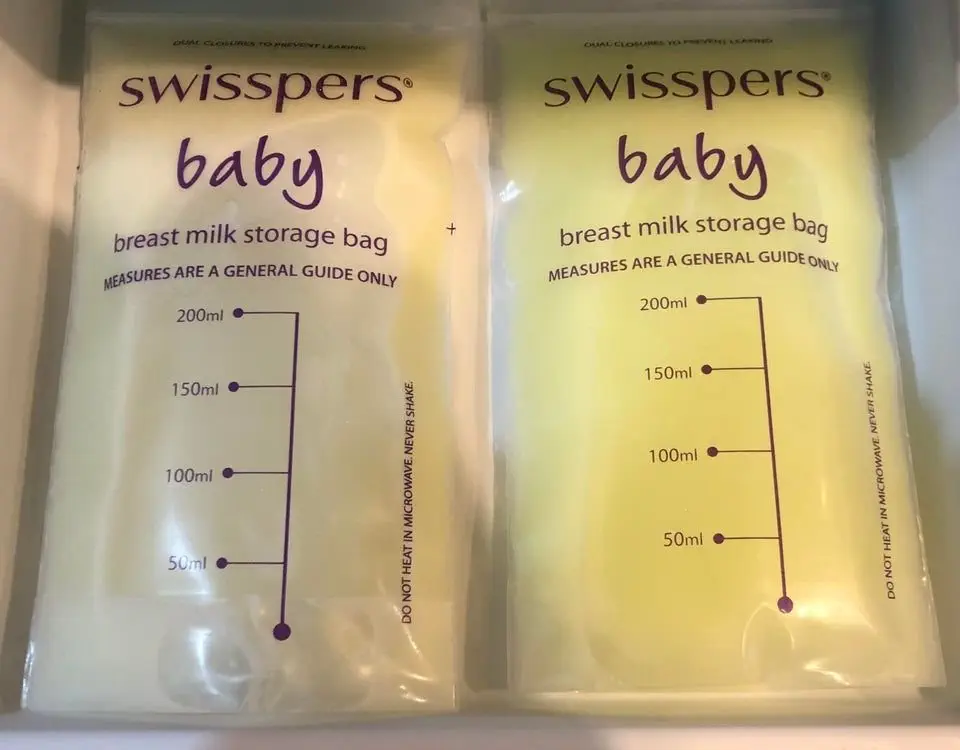 DUAL CLOSURES TO PREVENT LEAKING
swisspers®
baby
breast milk storage bag
MEASURES ARE A GENERAL GUIDE ONLY
200ml
150ml
100ml
50ml
DO NOT HEAT IN MICROWAVE. NEVER SHAKE.
+
DUAL CLOSURES TO PREVENT LEAKING
swisspers®
baby
breast milk storage bag
MEASURES ARE A GENERAL GUIDE ONLY
200ml
150ml
100ml
50ml
DO NOT HEAT IN MICROWAVE. NEVER SHAKE.